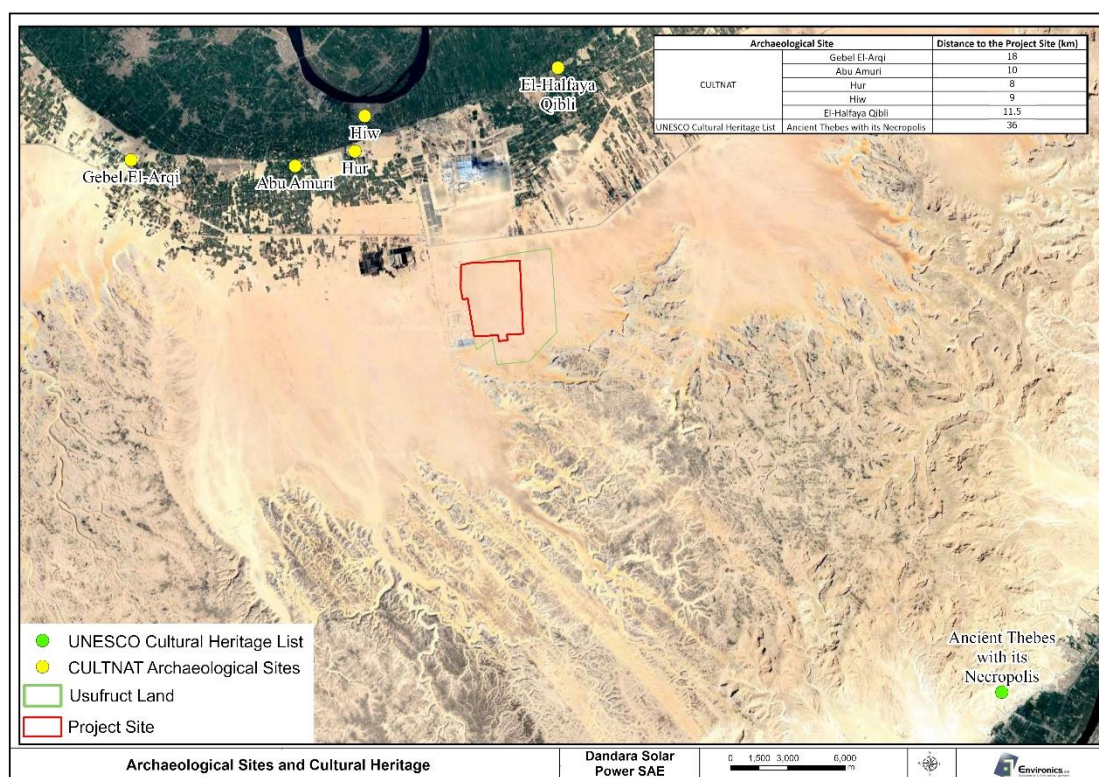 Archaeological Site Distance to the Project Site (km)
CULTNAT
Gebel El-Arqi 18
Abu Amuri 10
Hur 8
Hiw 9
El-Halfaya Qibli 11.5
UNESCO Cultural Heritage List Ancient Thebes with its Necropolis 36
El-Halfaya
Qibli
Hiw
Hur
Gebel El-Arqi
Abu Amuri
Ancient Thebes
with its
Necropolis
UNESCO Cultural Heritage List
CULTNAT Archaeological Sites
Usufruct Land
Project Site
Archaeological Sites and Cultural Heritage
Dandara Solar
Power SAE
0 1,500 3,000 6,000
m
Environics